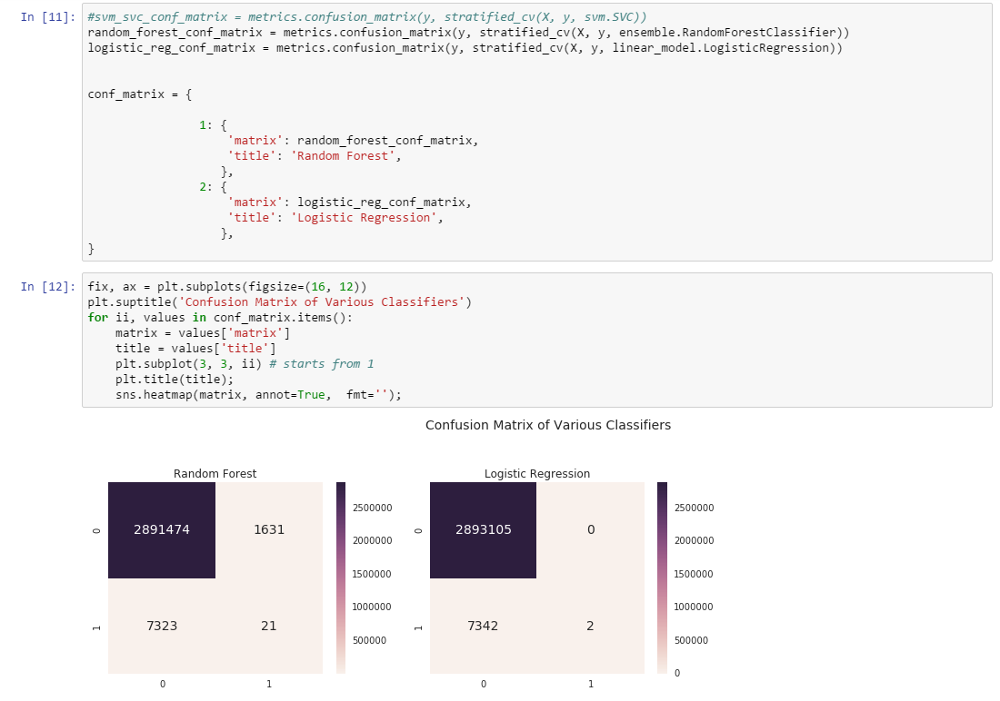 In [11]: #svm_svc_conf_matrix = metrics.confusion_matrix(y, stratified_cv(X, y, svm.SVC))
random_forest_conf_matrix = metrics.confusion_matrix(y, stratified_cv(X, y, ensemble.RandomForestClassifier))
logistic_reg_conf_matrix = metrics.confusion_matrix(y, stratified_cv(X, y, linear_model.LogisticRegression))
conf_matrix = {
1: {
'matrix': random_forest_conf_matrix,
'title': 'Random Forest',
},
2: {
'matrix': logistic_reg_conf_matrix,
'title': 'Logistic Regression',
},
}
In [12]: fix, ax = plt.subplots(figsize=(16, 12))
plt.suptitle('Confusion Matrix of Various Classifiers')
for ii, values in conf_matrix.items():
matrix = values['matrix']
title = values['title']
plt.subplot(3, 3, ii) # starts from 1
plt.title(title);
sns.heatmap(matrix, annot=True,  fmt='');
Confusion Matrix of Various Classifiers
Random Forest
0
2891474 1631
1
7323 21
0 1
2500000
2000000
1500000
1000000
500000
Logistic Regression
0
2893105 0
1
7342 2
0 1
2500000
2000000
1500000
1000000
500000
0